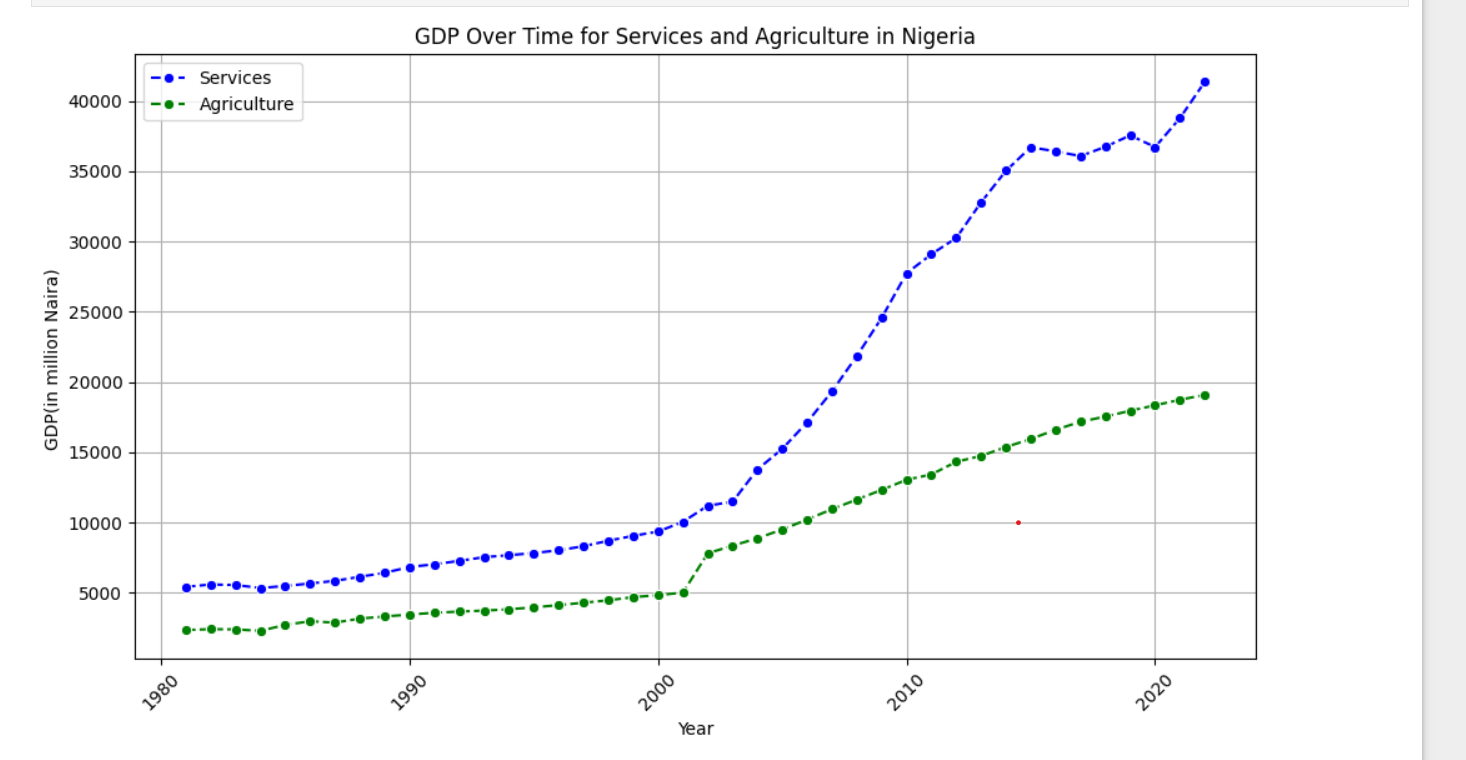 GDP Over Time for Services and Agriculture in Nigeria
Services
Agriculture
40000
35000
30000
25000
20000
15000
10000
5000
GDP(in million Naira)
1980
1990
2000
2010
2020
Year